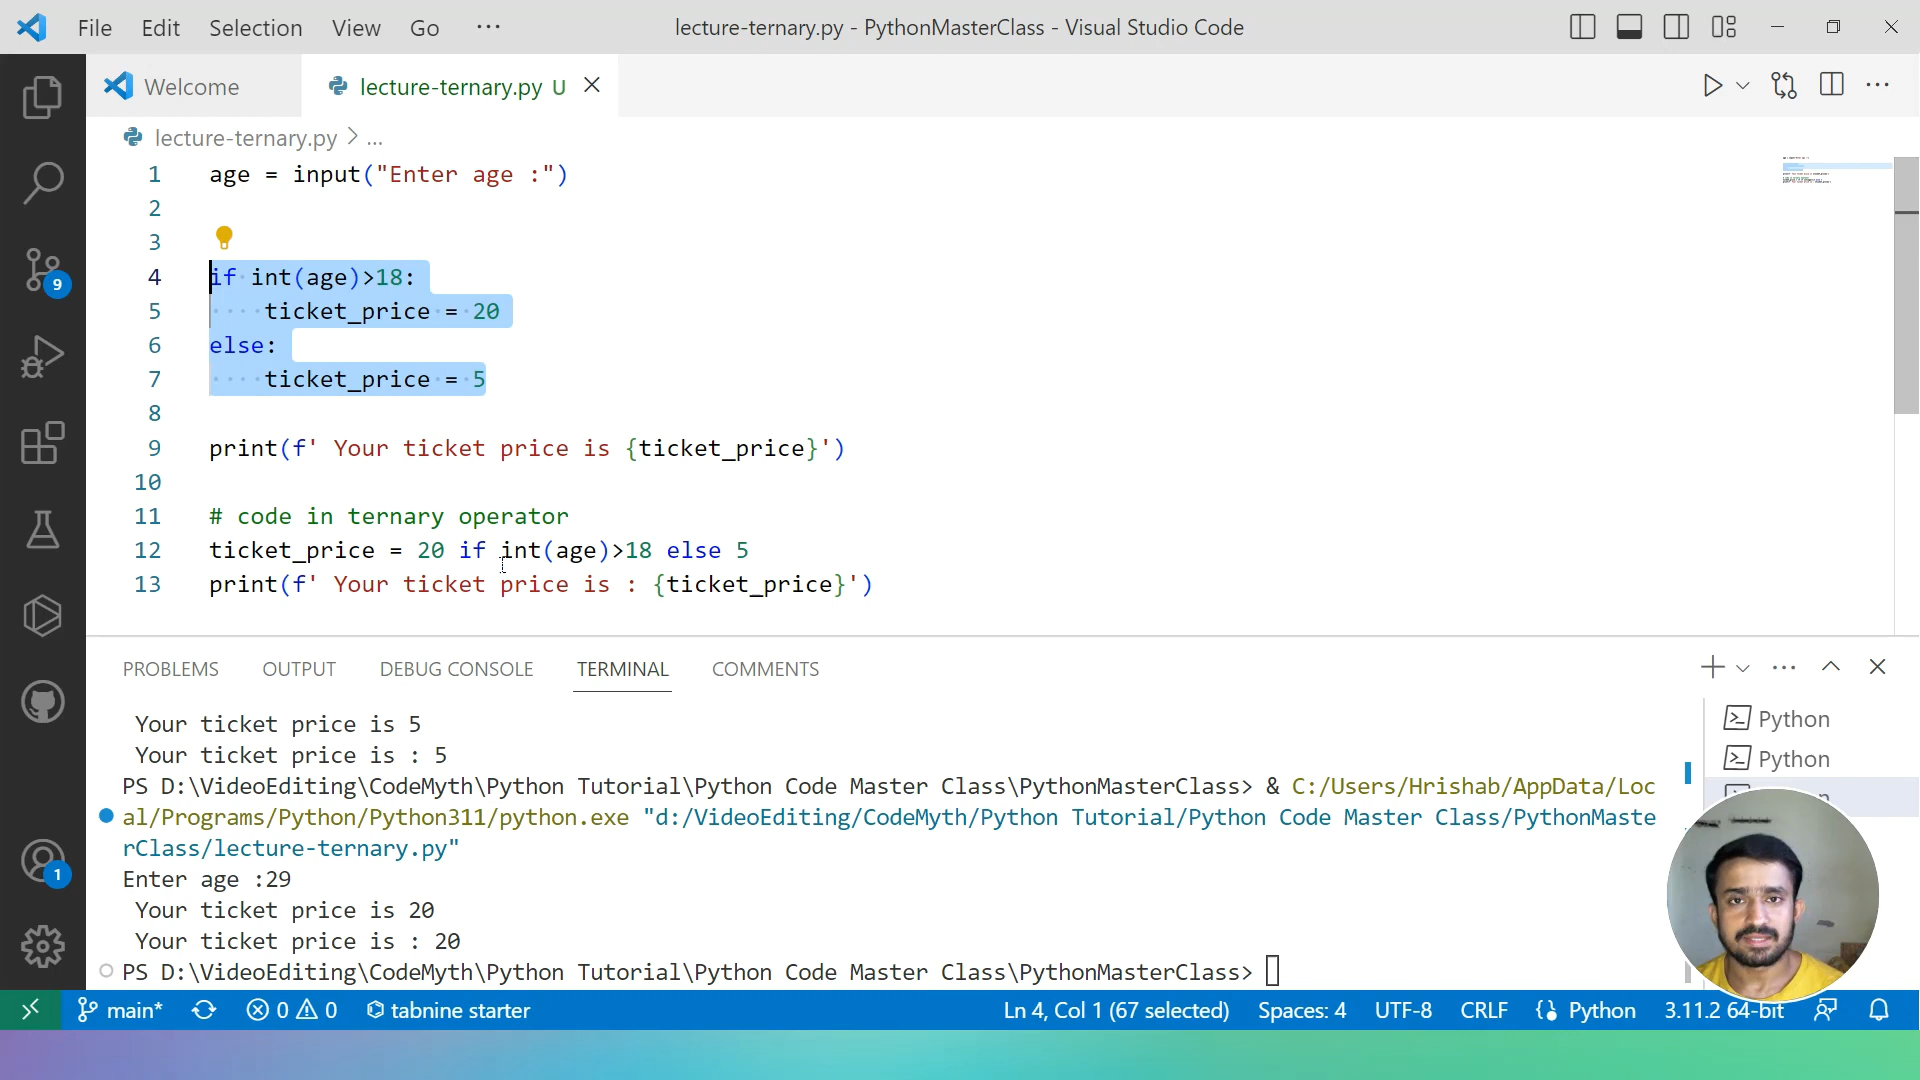 File Edit Selection View Go ··· lecture-ternary.py - PythonMasterClass - Visual Studio Code
Welcome lecture-ternary.py U
lecture-ternary.py > ...
1 age = input("Enter age :")
2
3
4 if int(age)>18:
5 ticket_price = 20
6 else:
7 ticket_price = 5
8
9 print(f' Your ticket price is {ticket_price}')
10
11 # code in ternary operator
12 ticket_price = 20 if int(age)>18 else 5
13 print(f' Your ticket price is : {ticket_price}')
PROBLEMS OUTPUT DEBUG CONSOLE TERMINAL COMMENTS
Your ticket price is 5
Your ticket price is : 5
PS D:\VideoEditing\CodeMyth\Python Tutorial\Python Code Master Class\PythonMasterClass> & C:/Users/Hrishab/AppData/Loc
al/Programs/Python/Python311/python.exe "d:/VideoEditing/CodeMyth/Python Tutorial/Python Code Master Class/PythonMaste
rClass/lecture-ternary.py"
Enter age :29
Your ticket price is 20
Your ticket price is : 20
PS D:\VideoEditing\CodeMyth\Python Tutorial\Python Code Master Class\PythonMasterClass>
Python
Python
9
1
main* 0 0 tabnine starter Ln 4, Col 1 (67 selected) Spaces: 4 UTF-8 CRLF Python 3.11.2 64-bit